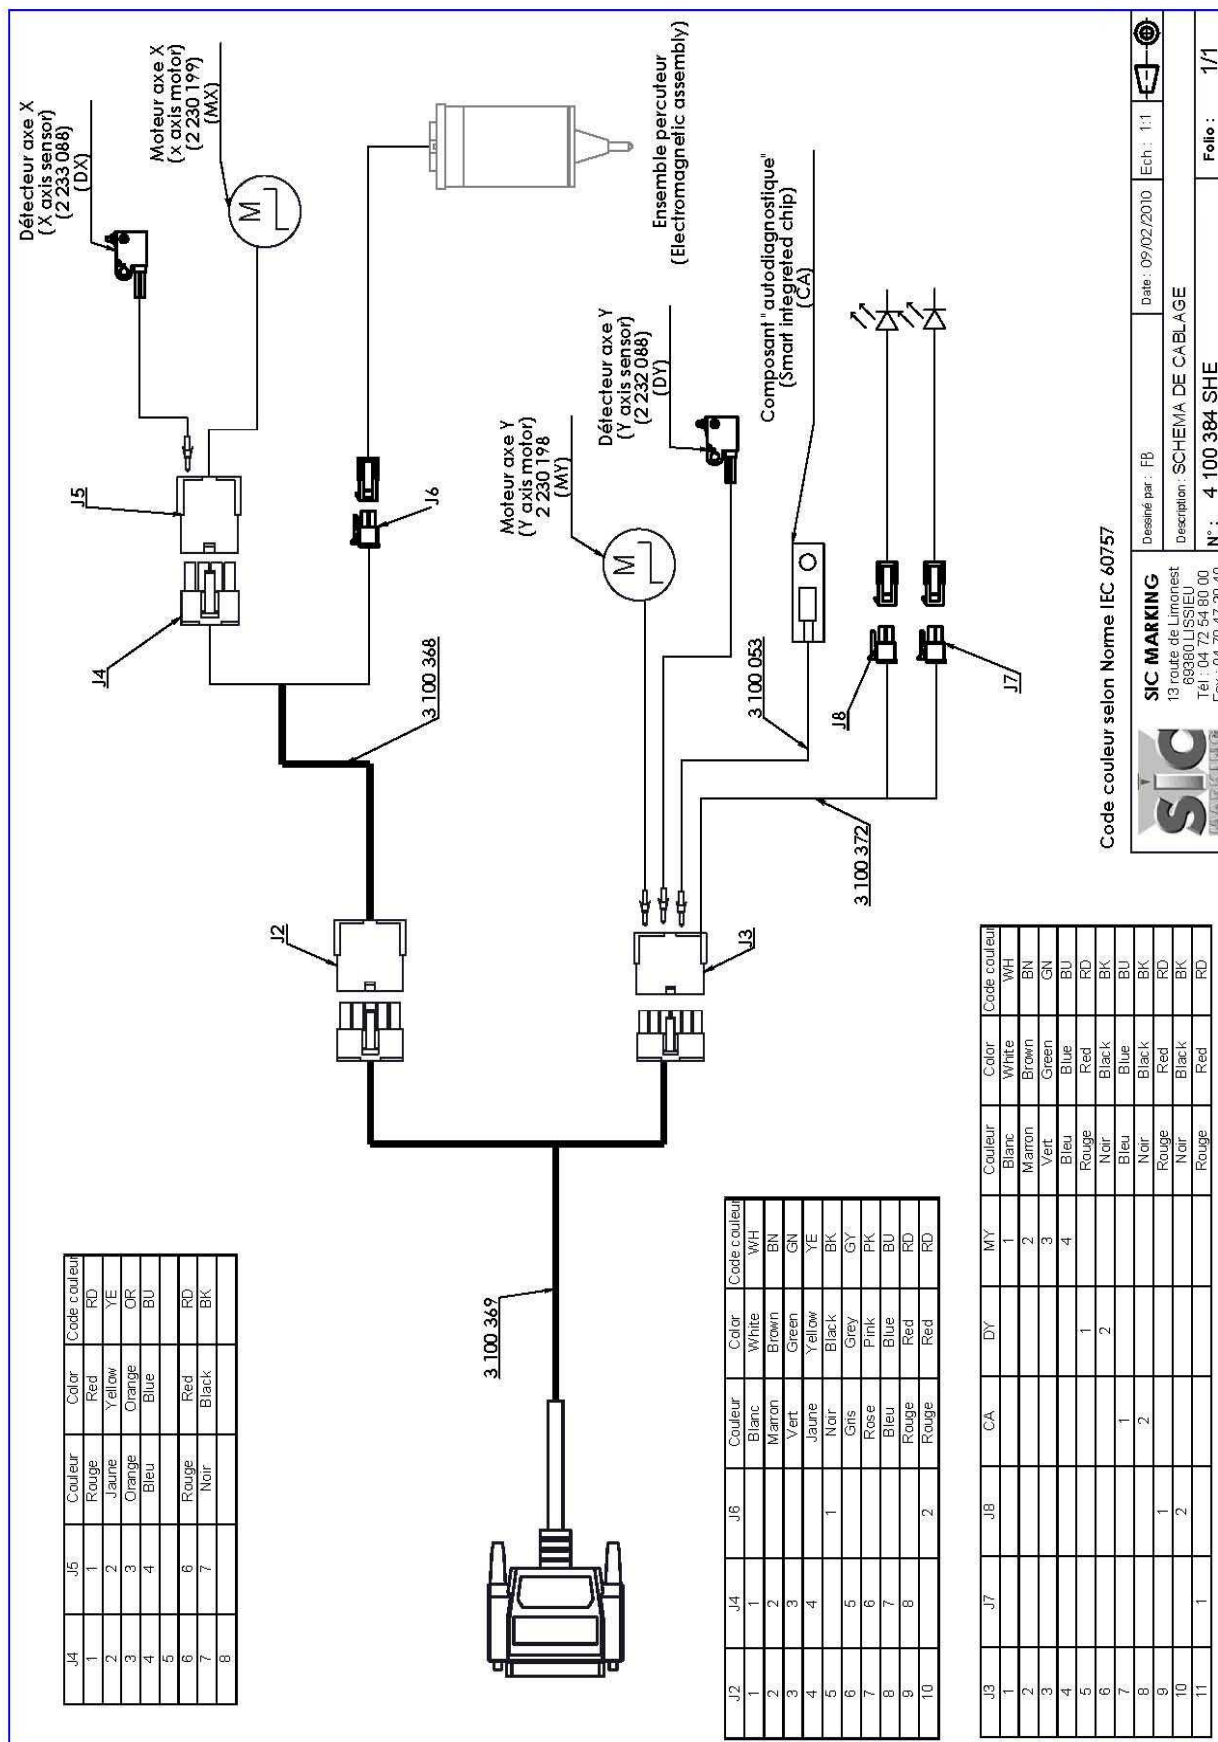 Détecteur axe X
(X axis sensor)
(2 233 088)
(DX)
Moteur axe X
(x axis motor)
(2 230 199)
(MX)
M
J5
J4
J6
Ensemble percuteur
(Electromagnetic assembly)
3 100 368
J2
Moteur axe Y
(Y axis motor)
2 230 198
(MY)
M
Détecteur axe Y
(Y axis sensor)
(2 232 088)
(DY)
Composant " autodiagnostique"
(Smart integreted chip)
(CA)
3 100 053
J8
J7
3 100 372
J3
3 100 369
J4 J5 Couleur Color Code couleur
1 1 Rouge Red RD
2 2 Jaune Yellow YE
3 3 Orange Orange OR
4 4 Bleu Blue BU
5
6 6 Rouge Red RD
7 7 Noir Black BK
8
J2 J4 J6 Couleur Color Code couleur
1 1 Blanc White WH
2 2 Marron Brown BN
3 3 Vert Green GN
4 4 Jaune Yellow YE
5 1 Noir Black BK
6 5 Gris Grey GY
7 6 Rose Pink PK
8 7 Bleu Blue BU
9 8 Rouge Red RD
10 2 Rouge Red RD
J3 J7 J8 CA DY MY Couleur Color Code couleur
1 1 Blanc White WH
2 2 Marron Brown BN
3 3 Vert Green GN
4 4 Bleu Blue BU
5 1 Rouge Red RD
6 2 Noir Black BK
7 1 Bleu Blue BU
8 2 Noir Black BK
9 1 Rouge Red RD
10 2 Noir Black BK
11 1 Rouge Red RD
Code couleur selon Norme IEC 60757
SIC
SIC MARKING
13 route de Limonest
69380 LISSIEU
Tél : 04 72 54 80 00
Dessiné par : FB
Date : 09/02/2010
Ech : 1:1
Description : SCHEMA DE CABLAGE
N° : 4 100 384 SHE
Folio : 1/1